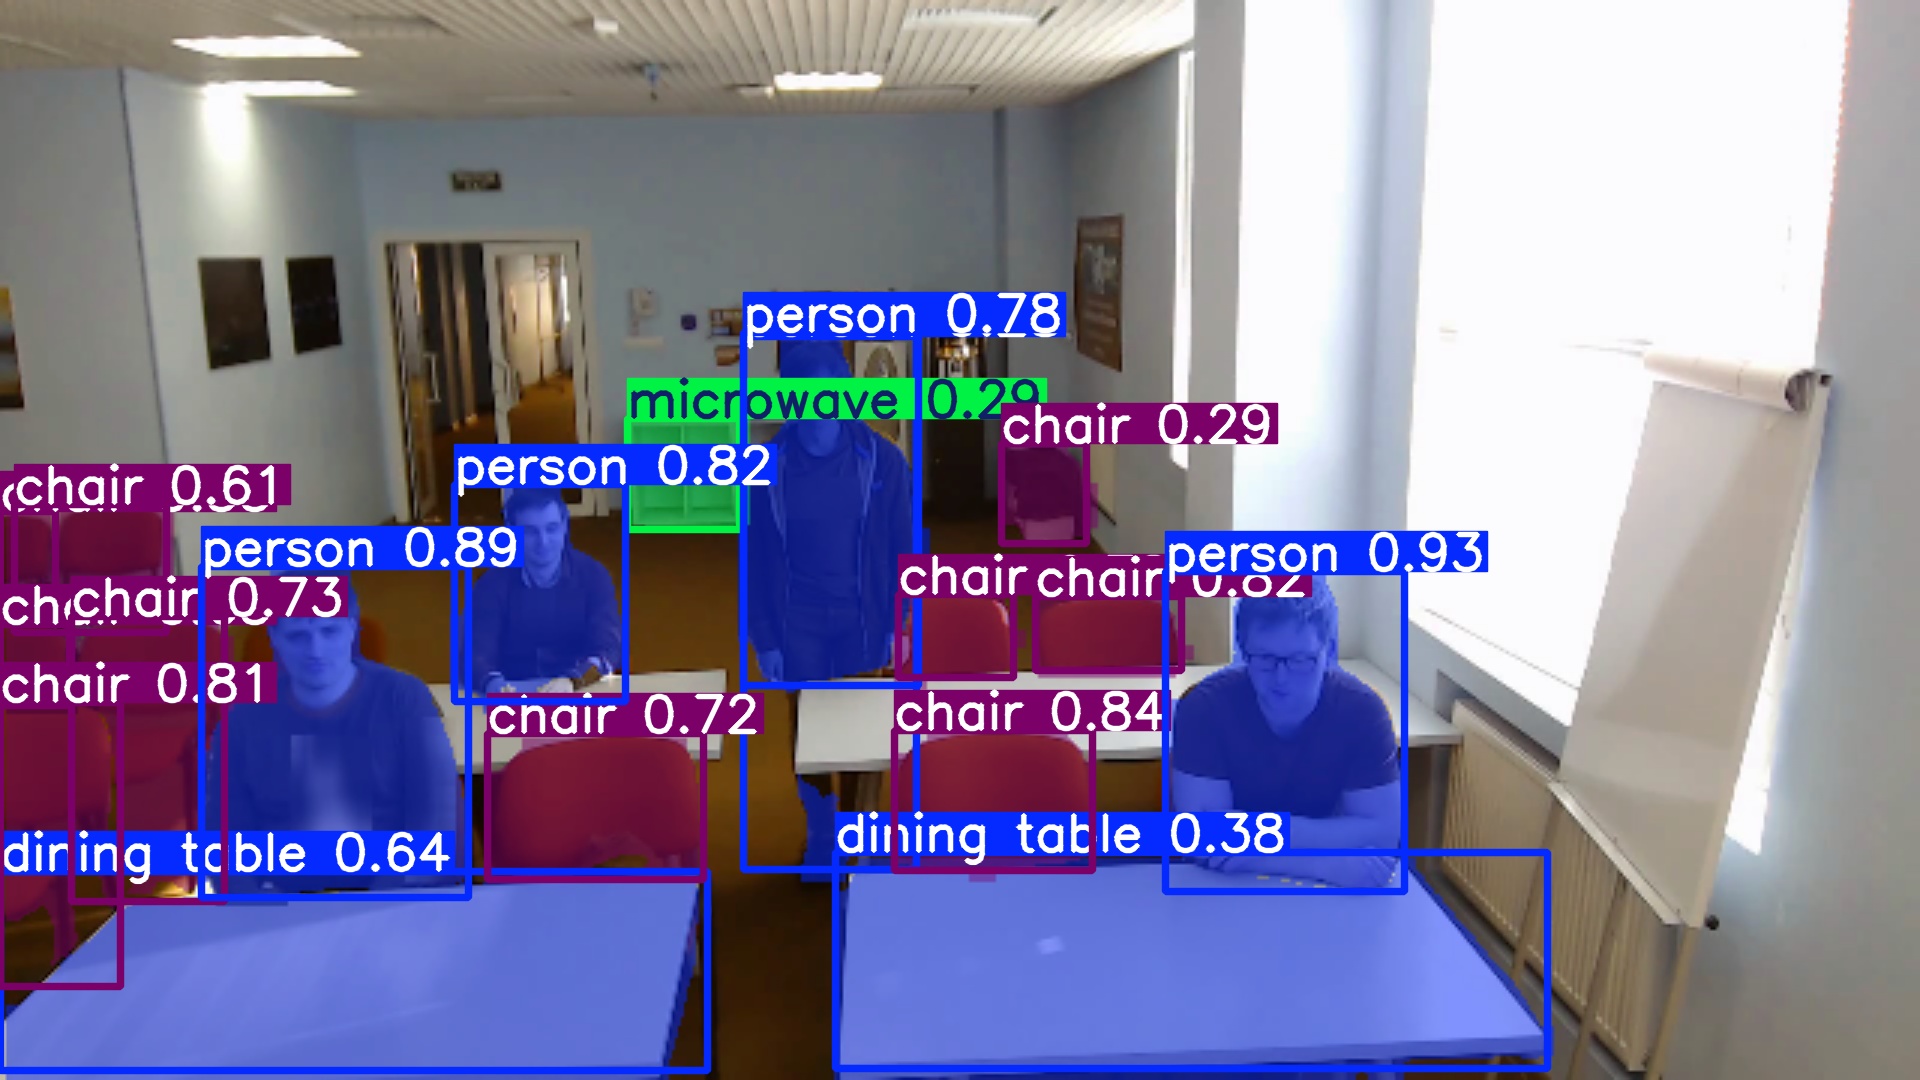 person 0.78
microwave 0.29
chair 0.29
person 0.82
chair 0.61
person 0.89
person 0.93
chair
chair 0.82
chair 0.73
chair 0.81
chair 0.72
chair 0.84
dining table 0.64
dining table 0.38